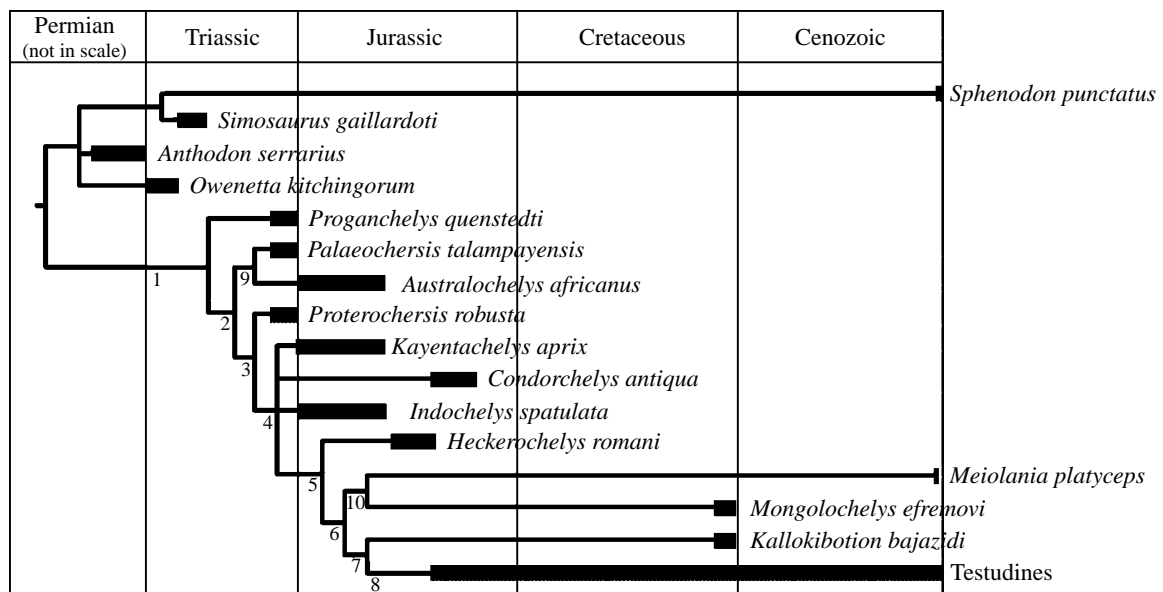 Permian
(not in scale)
Triassic
Jurassic
Cretaceous
Cenozoic
Sphenodon punctatus
Simosaurus gaillardoti
Anthodon serrarius
Owenetta kitchingorum
Proganchelys quenstedti
Palaeochersis talampayensis
Australochelys africanus
Proterochersis robusta
Kayentachelys aprix
Condorchelys antiqua
Indochelys spatulata
Heckerochelys romani
Meiolania platyceps
Mongolochelys efremovi
Kallokibotion bajazidi
Testudines
1
2
3
4
5
6
7
8
9
10